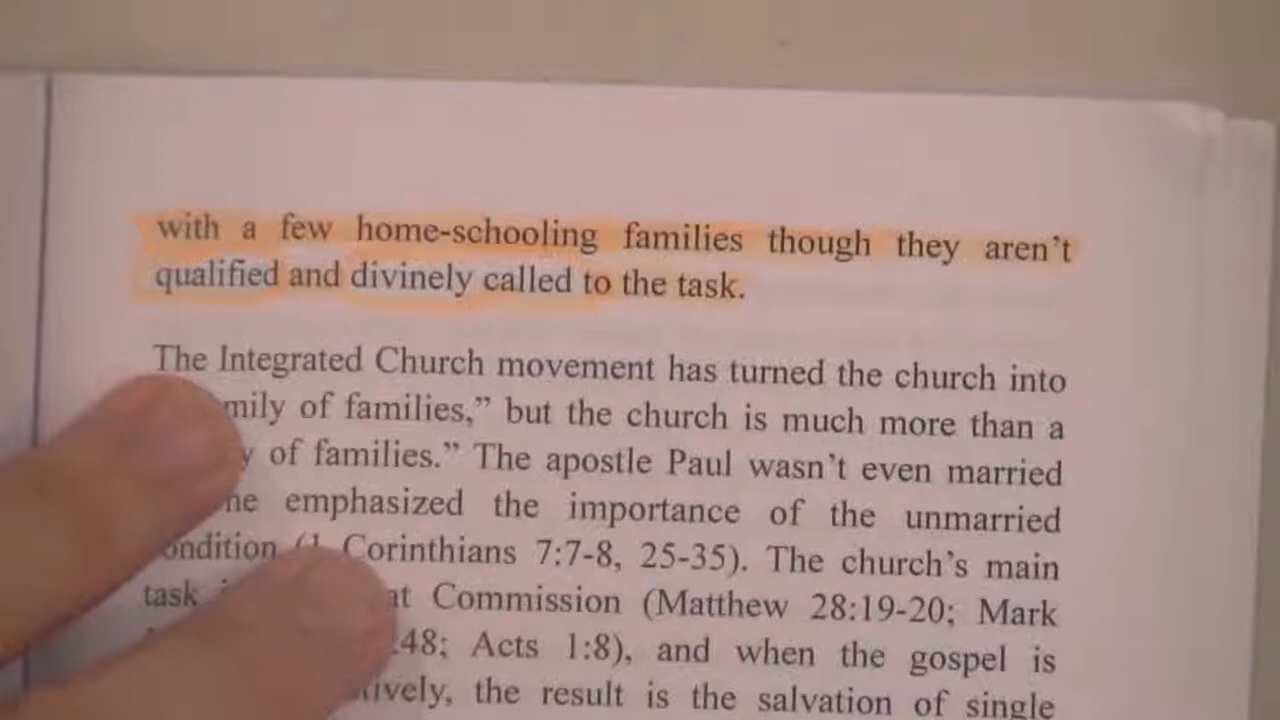 with a few home-schooling families though they aren't
qualified and divinely called to the task.
The Integrated Church movement has turned the church into
of families,” but the church is much more than a
of families.” The apostle Paul wasn't even married
emphasized the importance of the unmarried
Corinthians 7:7-8, 25-35). The church's main
task Commission (Matthew 28:19-20; Mark
:48; Acts 1:8), and when the gospel is
the result is the salvation of single